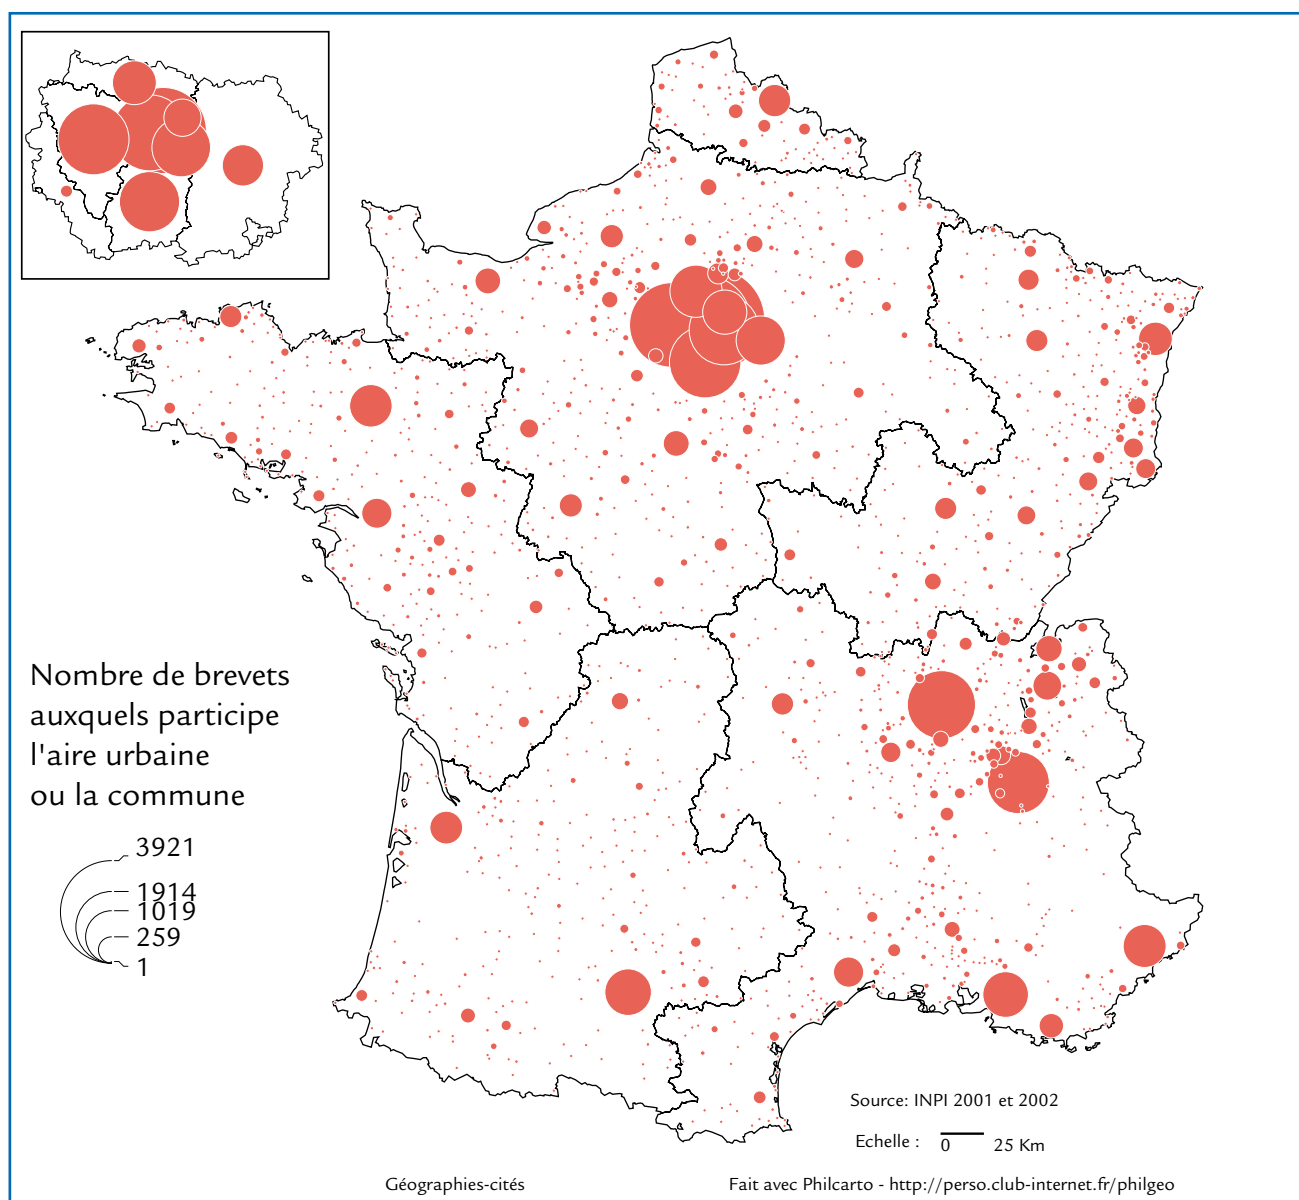 Nombre de brevets
auxquels participe
l'aire urbaine
ou la commune
3921
1914
1019
259
1
Source: INPI 2001 et 2002
Echelle :
0 25 Km
Géographies-cités
Fait avec Philcarto - http://perso.club-internet.fr/philgeo